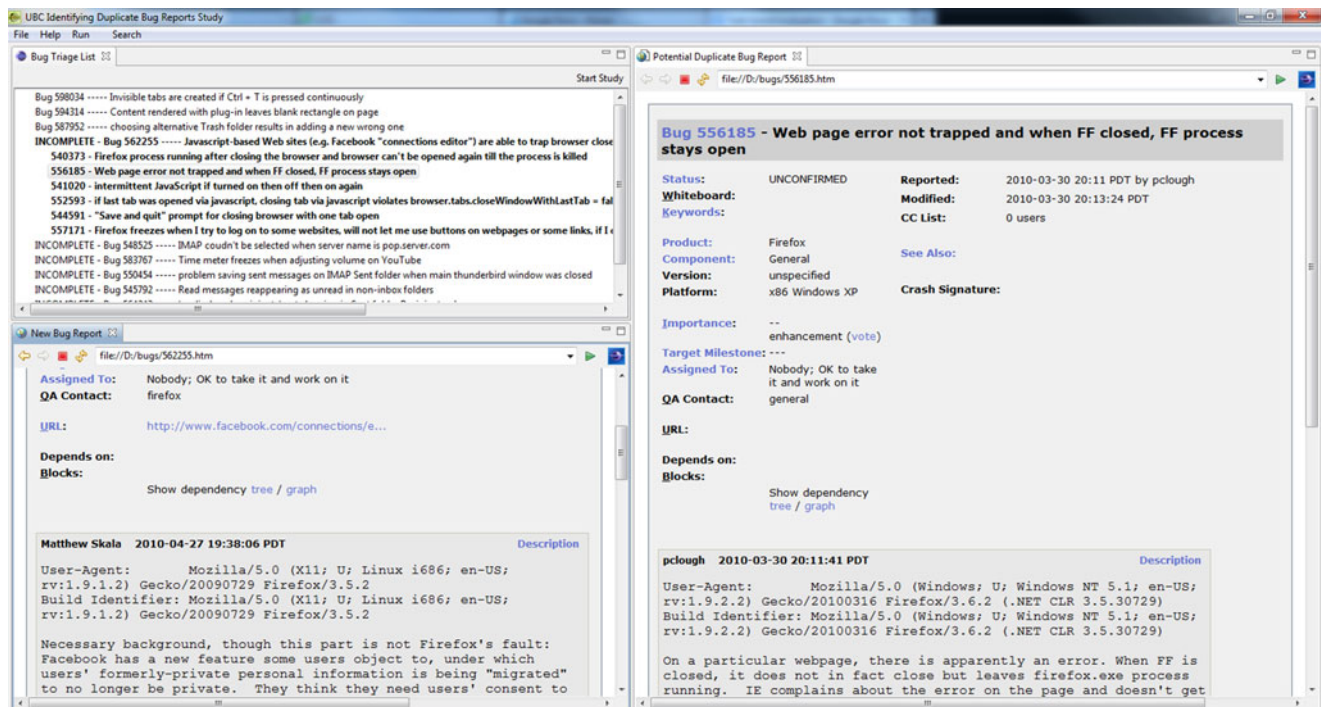 UBC Identifying Duplicate Bug Reports Study
File Help Run Search
Bug Triage List
Start Study
Bug 598034 ----- Invisible tabs are created if Ctrl + T is pressed continuously
Bug 594314 ----- Content rendered with plug-in leaves blank rectangle on page
Bug 587952 ----- choosing alternative Trash folder results in adding a new wrong one
INCOMPLETE - Bug 562255 ----- Javascript-based Web sites (e.g. Facebook "connections editor") are able to trap browser close
540373 - Firefox process running after closing the browser and browser can't be opened again till the process is killed
556185 - Web page error not trapped and when FF closed, FF process stays open
541020 - intermittent JavaScript if turned on then off then on again
552593 - if last tab was opened via javascript, closing tab via javascript violates browser.tabs.closeWindowWithLastTab = fal
544591 - "Save and quit" prompt for closing browser with one tab open
557171 - Firefox freezes when I try to log on to some websites, will not let me use buttons on webpages or some links, if I
INCOMPLETE - Bug 548525 ----- IMAP coudn't be selected when server name is pop.server.com
INCOMPLETE - Bug 583767 ----- Time meter freezes when adjusting volume on YouTube
INCOMPLETE - Bug 550454 ----- problem saving sent messages on IMAP Sent folder when main thunderbird window was closed
INCOMPLETE - Bug 545792 ----- Read messages reappearing as unread in non-inbox folders
New Bug Report
file://D:/bugs/562255.htm
Assigned To: Nobody; OK to take it and work on it
QA Contact: firefox
URL: http://www.facebook.com/connections/e...
Depends on:
Blocks:
Show dependency tree / graph
Matthew Skala 2010-04-27 19:38:06 PDT Description
User-Agent: Mozilla/5.0 (X11; U; Linux i686; en-US;
rv:1.9.1.2) Gecko/20090729 Firefox/3.5.2
Build Identifier: Mozilla/5.0 (X11; U; Linux i686; en-US;
rv:1.9.1.2) Gecko/20090729 Firefox/3.5.2
Necessary background, though this part is not Firefox's fault:
Facebook has a new feature some users object to, under which
users' formerly-private personal information is being "migrated"
to no longer be private. They think they need users' consent to
Potential Duplicate Bug Report
file://D:/bugs/556185.htm
Bug 556185 - Web page error not trapped and when FF closed, FF process
stays open
Status: UNCONFIRMED Reported: 2010-03-30 20:11 PDT by pclough
Whiteboard: Modified: 2010-03-30 20:13:24 PDT
Keywords: CC List: 0 users
Product: Firefox
Component: General See Also:
Version: unspecified
Platform: x86 Windows XP Crash Signature:
Importance: --
enhancement (vote)
Target Milestone: ---
Assigned To: Nobody; OK to take
it and work on it
QA Contact: general
URL:
Depends on:
Blocks:
Show dependency
tree / graph
pclough 2010-03-30 20:11:41 PDT Description
User-Agent: Mozilla/5.0 (Windows; U; Windows NT 5.1; en-US;
rv:1.9.2.2) Gecko/20100316 Firefox/3.6.2 (.NET CLR 3.5.30729)
Build Identifier: Mozilla/5.0 (Windows; U; Windows NT 5.1; en-US;
rv:1.9.2.2) Gecko/20100316 Firefox/3.6.2 (.NET CLR 3.5.30729)
On a particular webpage, there is apparently an error. When FF is
closed, it does not in fact close but leaves firefox.exe process
running. IE complains about the error on the page and doesn't get